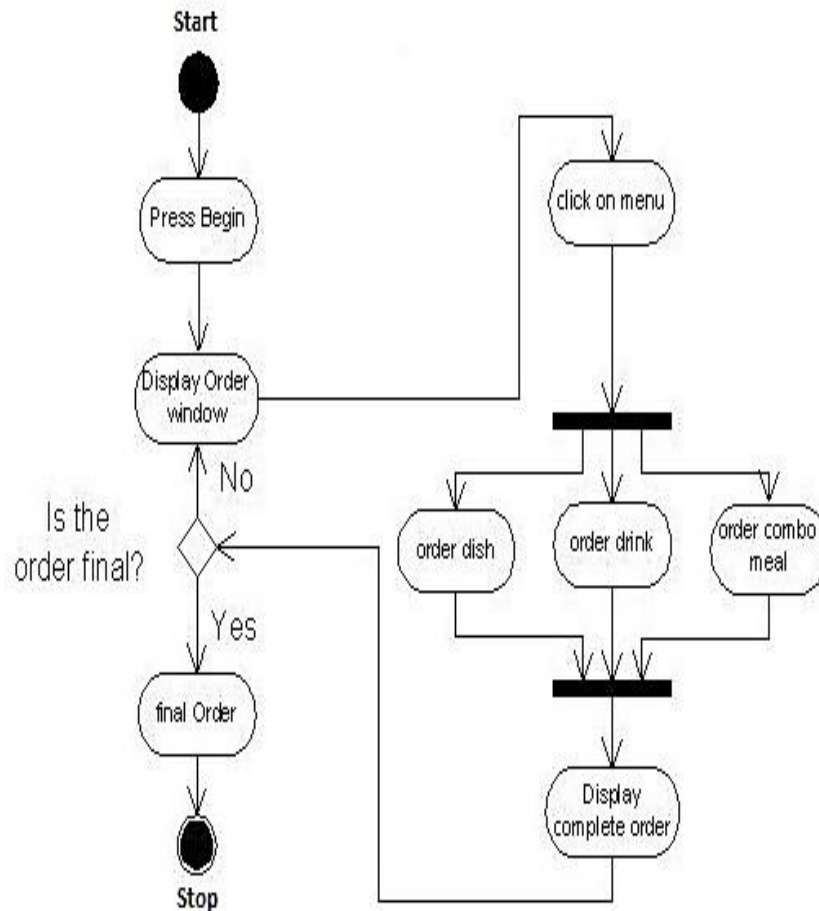 Start
Press Begin
Display Order
window
click on menu
order dish
order drink
order combo
meal
Display
complete order
Is the
order final?
No
Yes
final Order
Stop